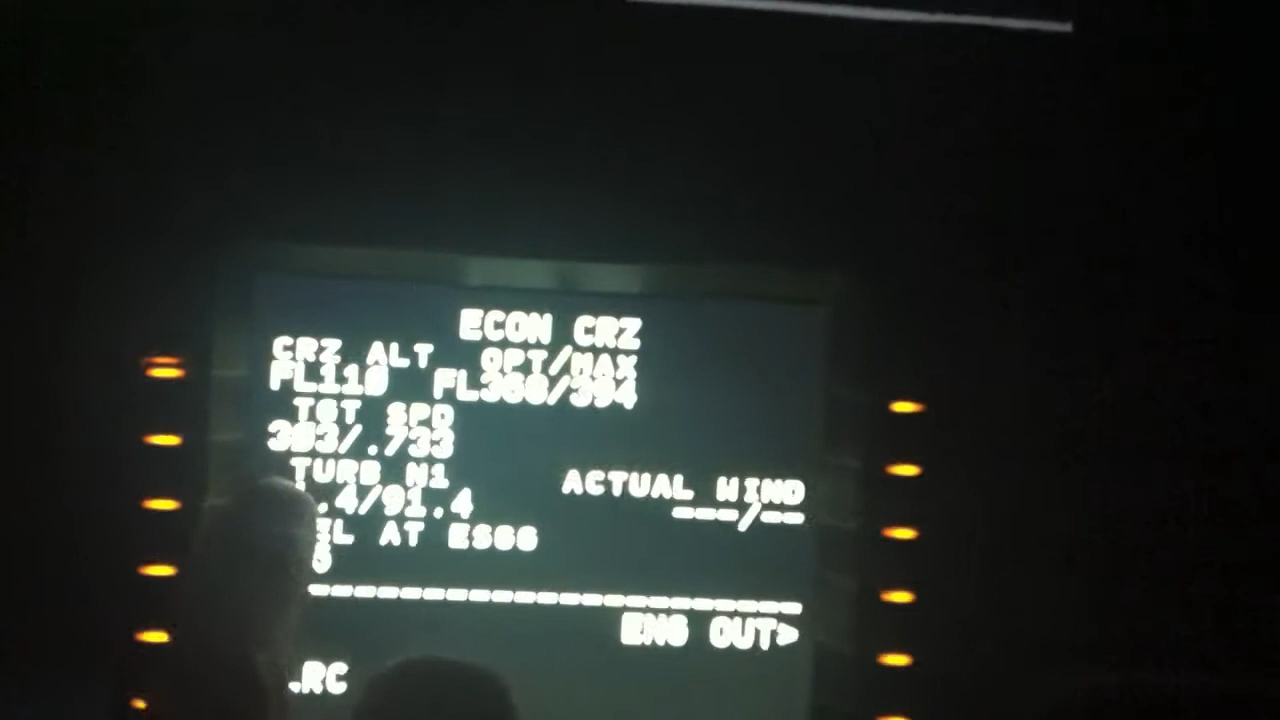 ECON CRZ
CRZ ALT OPT/MAX
FL110 FL360/394
TGT SPD
303/.733
TURB N1 ACTUAL WIND
.4/91.4 ---/--
AT ESGG
--------------------
ENG OUT>
RC